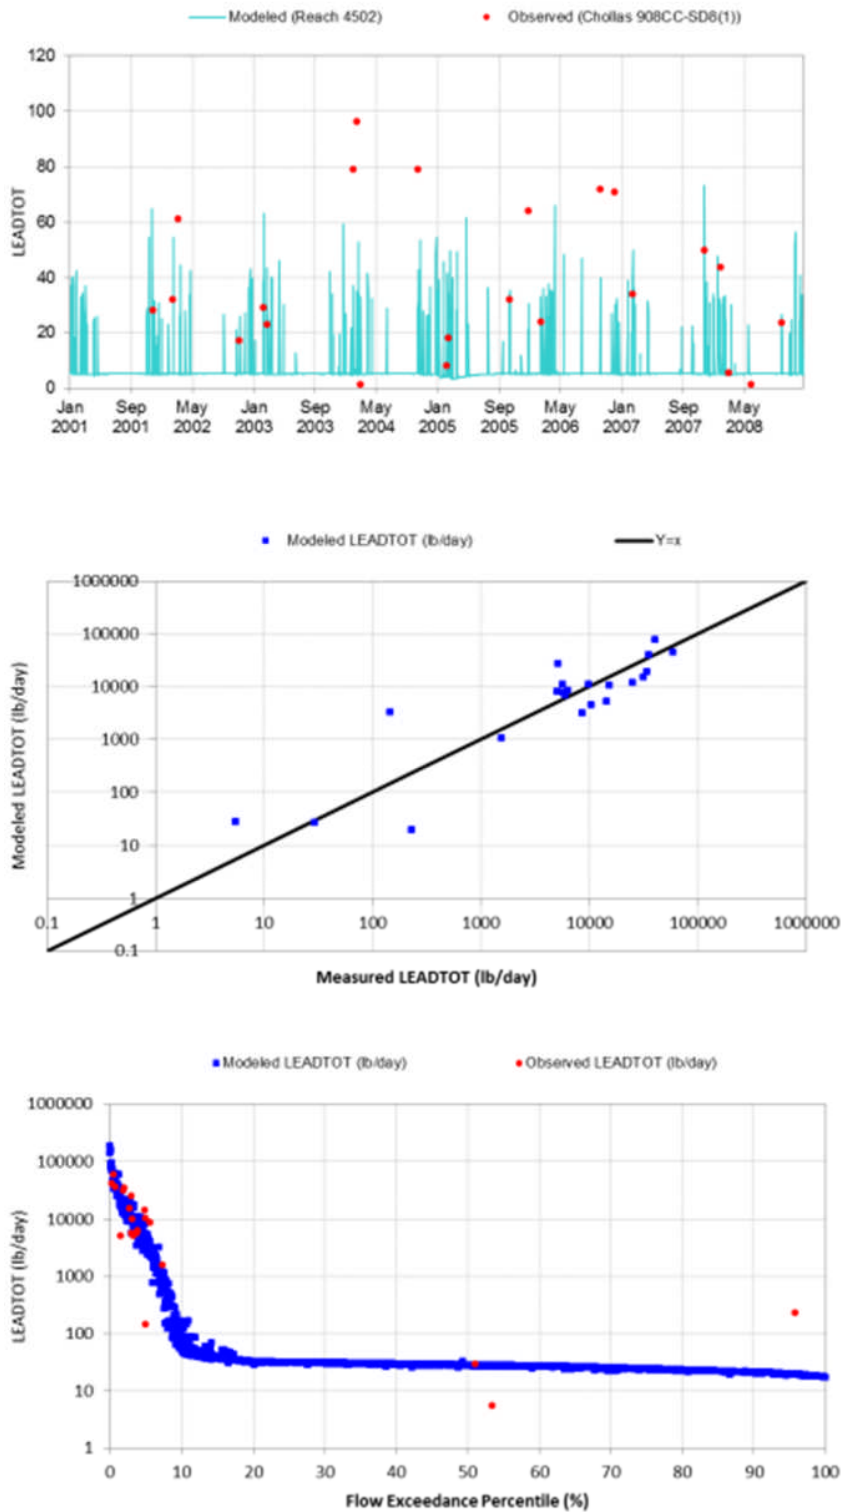 Modeled (Reach 4502) Observed (Chollas 908CC-SD8(1))
120
100
80
60
40
20
0
LEADTOT
Jan 2001 Sep 2001 May 2002 Jan 2003 Sep 2003 May 2004 Jan 2005 Sep 2005 May 2006 Jan 2007 Sep 2007 May 2008
Modeled LEADTOT (lb/day) Y=x
1000000
100000
10000
1000
100
10
1
0.1
Modeled LEADTOT (lb/day)
0.1 1 10 100 1000 10000 100000 1000000
Measured LEADTOT (lb/day)
Modeled LEADTOT (lb/day) Observed LEADTOT (lb/day)
1000000
100000
10000
1000
100
10
1
LEADTOT (lb/day)
0 10 20 30 40 50 60 70 80 90 100
Flow Exceedance Percentile (%)